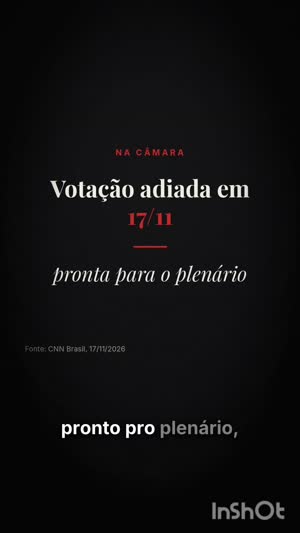 NA CÂMARA
Votação adiada em
17/11
pronta para o plenário
Fonte: CNN Brasil, 17/11/2026
pronto pro plenário,
InShOt